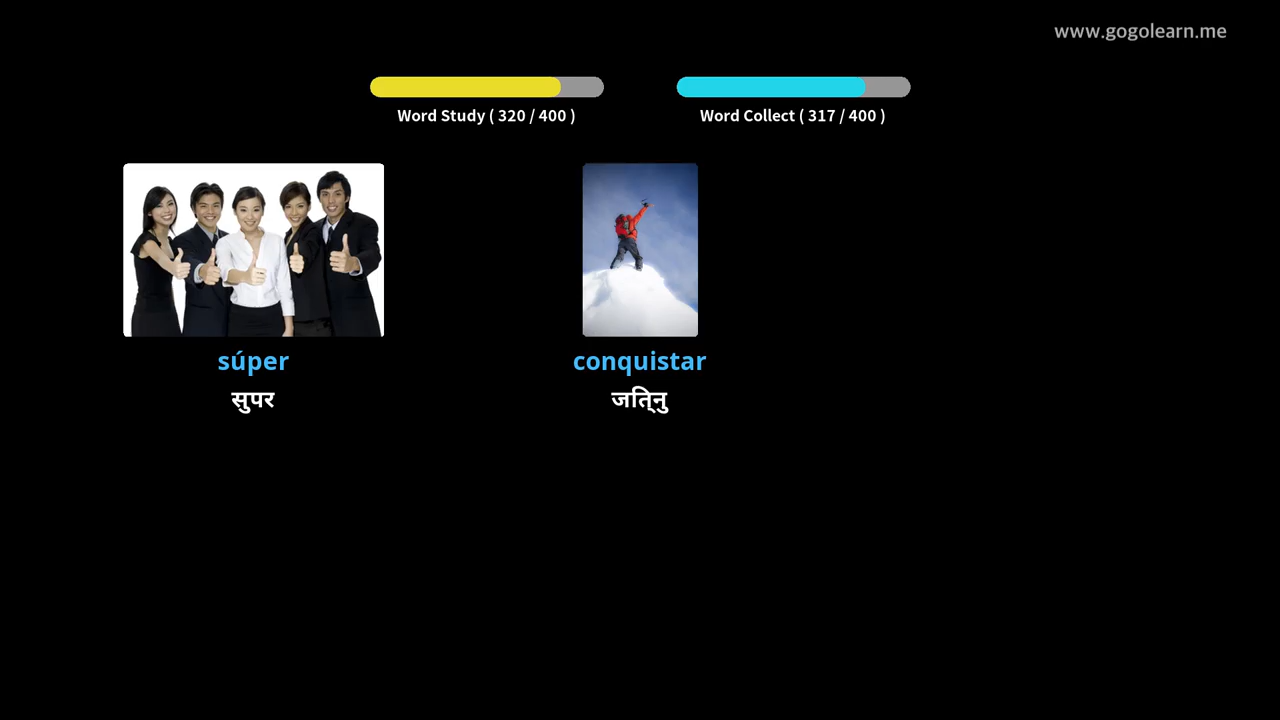 www.gogolearn.me
Word Study ( 320 / 400 )
Word Collect ( 317 / 400 )
súper
conquistar
सुपर
जित्नु